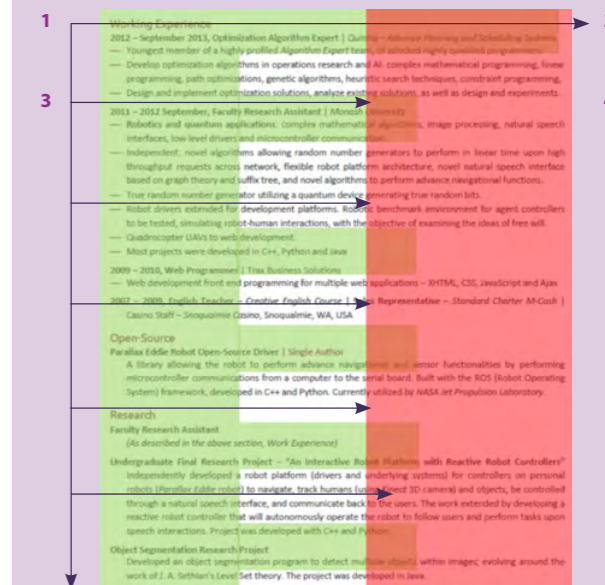 1
Working Experience
2012 – September 2013, Optimization Algorithm Expert | Quintiq – Advance Planning and Scheduling Systems
— Youngest member of a highly profiled Algorithm Expert team, of selected highly qualified programmers.
— Develop optimization algorithms in operations research and AI: complex mathematical programming, linear
programming, path optimizations, genetic algorithms, heuristic search techniques, constraint programming,
— Design and implement optimization solutions, analyze existing solutions, as well as design and experiments.
3
2011 – 2012 September, Faculty Research Assistant | Monash University
— Robotics and quantum applications: complex mathematical algorithms, image processing, natural speech
interfaces, low level drivers and microcontroller communication.
— Independent, novel algorithms allowing random number generators to perform in linear time upon high
throughput requests across network, flexible robot platform architecture, novel natural speech interface
based on graph theory and suffix tree, and novel algorithms to perform advance navigational functions.
— True random number generator utilizing a quantum device generating true random bits.
— Robot drivers extended for development platforms. Robotic benchmark environment for agent controllers
to be tested, simulating robot-human interactions, with the objective of examining the ideas of free will.
— Quadrocopter UAVs to web development.
— Most projects were developed in C++, Python and Java
2009 – 2010, Web Programmer | Trax Business Solutions
— Web development front end programming for multiple web applications – XHTML, CSS, JavaScript and Ajax
2007 – 2009, English Teacher – Creative English Course | Sales Representative – Standard Charter M-Cash |
Casino Staff – Snoqualmie Casino, Snoqualmie, WA, USA
Open-Source
Parallax Eddie Robot Open-Source Driver | Single Author
A library allowing the robot to perform advance navigational and sensor functionalities by performing
microcontroller communications from a computer to the serial board. Built with the ROS (Robot Operating
System) framework, developed in C++ and Python. Currently utilized by NASA Jet Propulsion Laboratory.
Research
Faculty Research Assistant
(As described in the above section, Work Experience)
Undergraduate Final Research Project – "An Interactive Robot Platform with Reactive Robot Controllers"
Independently developed a robot platform (drivers and underlying systems) for controllers on personal
robots (Parallax Eddie robot) to navigate, track humans (using Kinect 3D camera) and objects, be controlled
through a natural speech interface, and communicate back to the users. The work extended by developing a
reactive robot controller that will autonomously operate the robot to follow users and perform tasks upon
speech interactions. Project was developed with C++ and Python.
Object Segmentation Research Project
Developed an object segmentation program to detect multiple objects within images; evolving around the
work of J. A. Sethian's Level Set theory. The project was developed in Java.